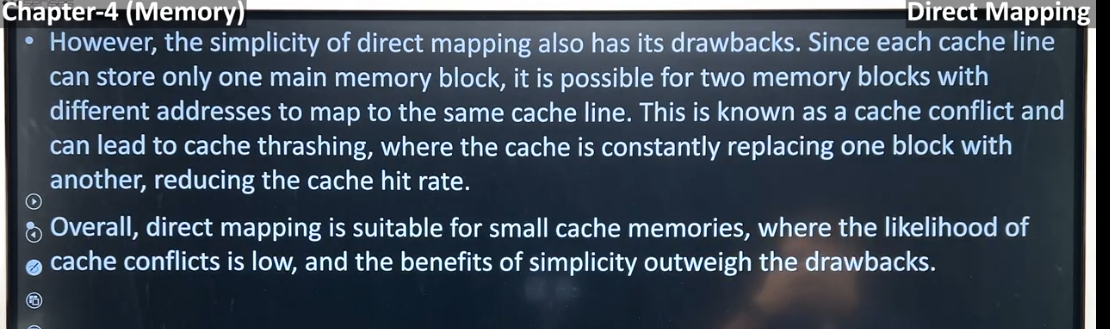 Chapter-4 (Memory)
Direct Mapping
• However, the simplicity of direct mapping also has its drawbacks. Since each cache line
can store only one main memory block, it is possible for two memory blocks with
different addresses to map to the same cache line. This is known as a cache conflict and
can lead to cache thrashing, where the cache is constantly replacing one block with
another, reducing the cache hit rate.
• Overall, direct mapping is suitable for small cache memories, where the likelihood of
cache conflicts is low, and the benefits of simplicity outweigh the drawbacks.